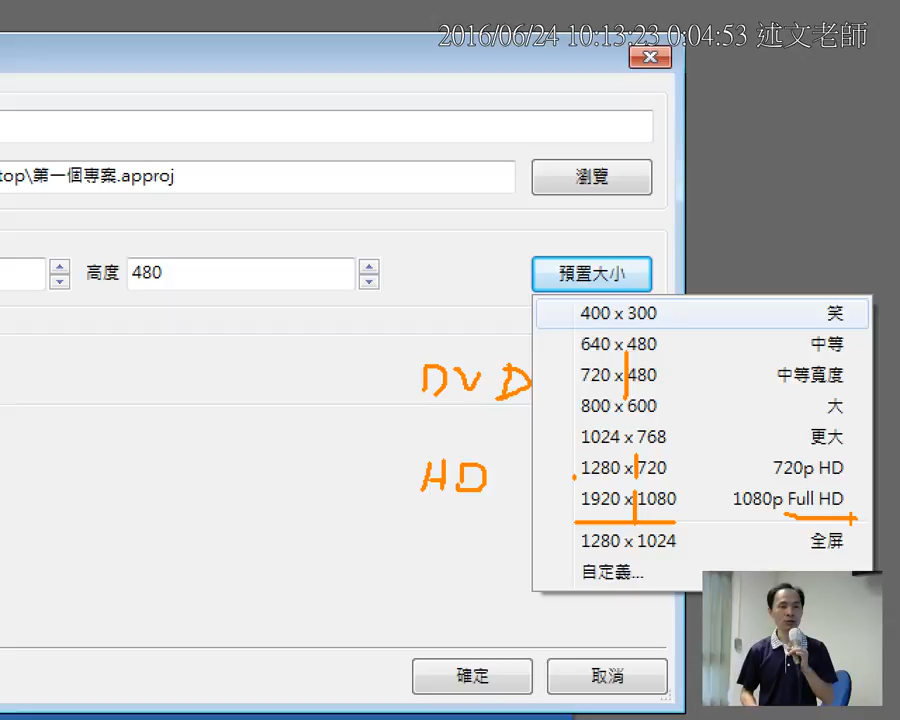 2016/06/24 10:13:23 0:04:53 述文老師
top\第一個專案.approj
瀏覽
高度 480
預置大小
400 x 300 笑
640 x 480 中等
720 x 480 中等寬度
800 x 600 大
1024 x 768 更大
1280 x 720 720p HD
1920 x 1080 1080p Full HD
1280 x 1024 全屏
自定義...
DVD
HD
確定
取消